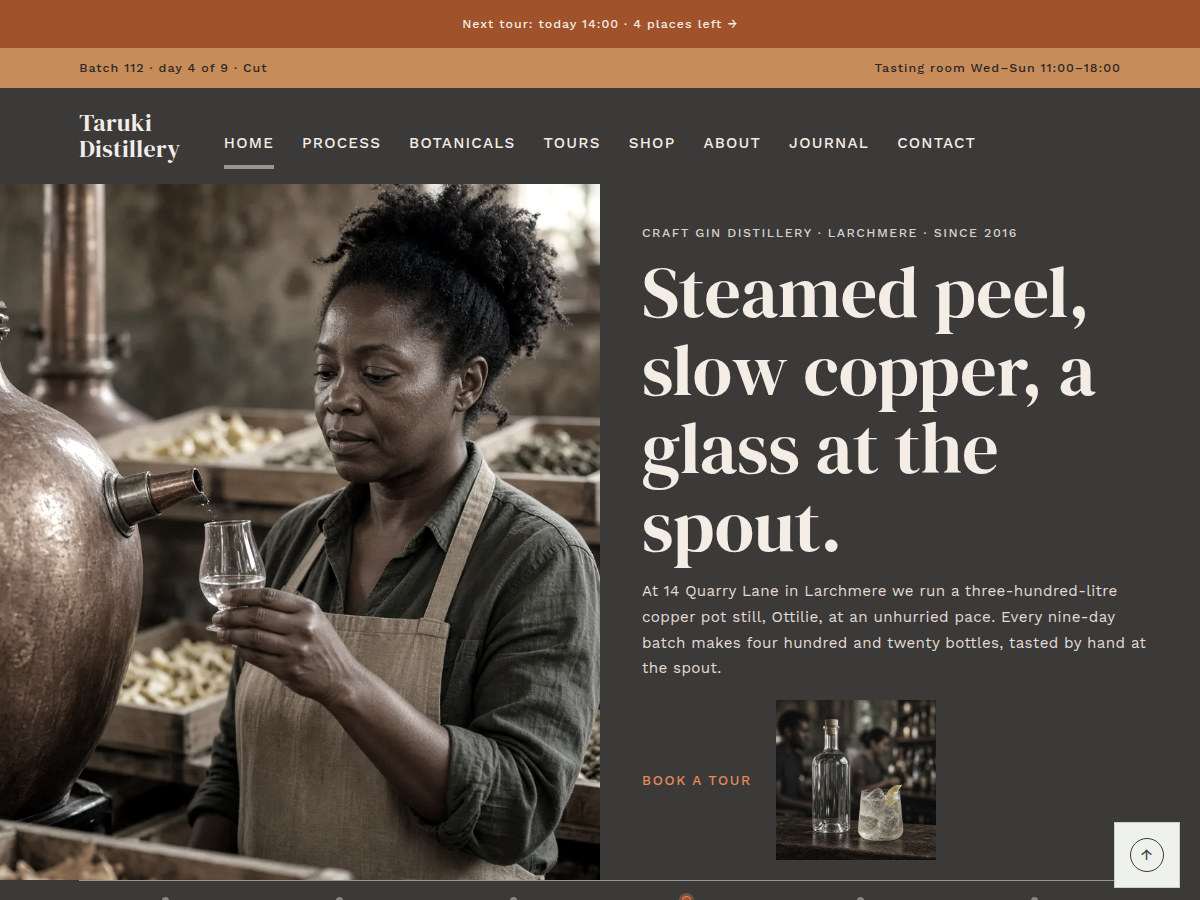 Next tour: today 14:00 · 4 places left →
Batch 112 · day 4 of 9 · Cut
Tasting room Wed–Sun 11:00–18:00
Taruki
Distillery
HOME
PROCESS
BOTANICALS
TOURS
SHOP
ABOUT
JOURNAL
CONTACT
CRAFT GIN DISTILLERY · LARCHMERE · SINCE 2016
Steamed peel,
slow copper, a
glass at the
spout.
At 14 Quarry Lane in Larchmere we run a three-hundred-litre
copper pot still, Ottilie, at an unhurried pace. Every nine-day
batch makes four hundred and twenty bottles, tasted by hand at
the spout.
BOOK A TOUR